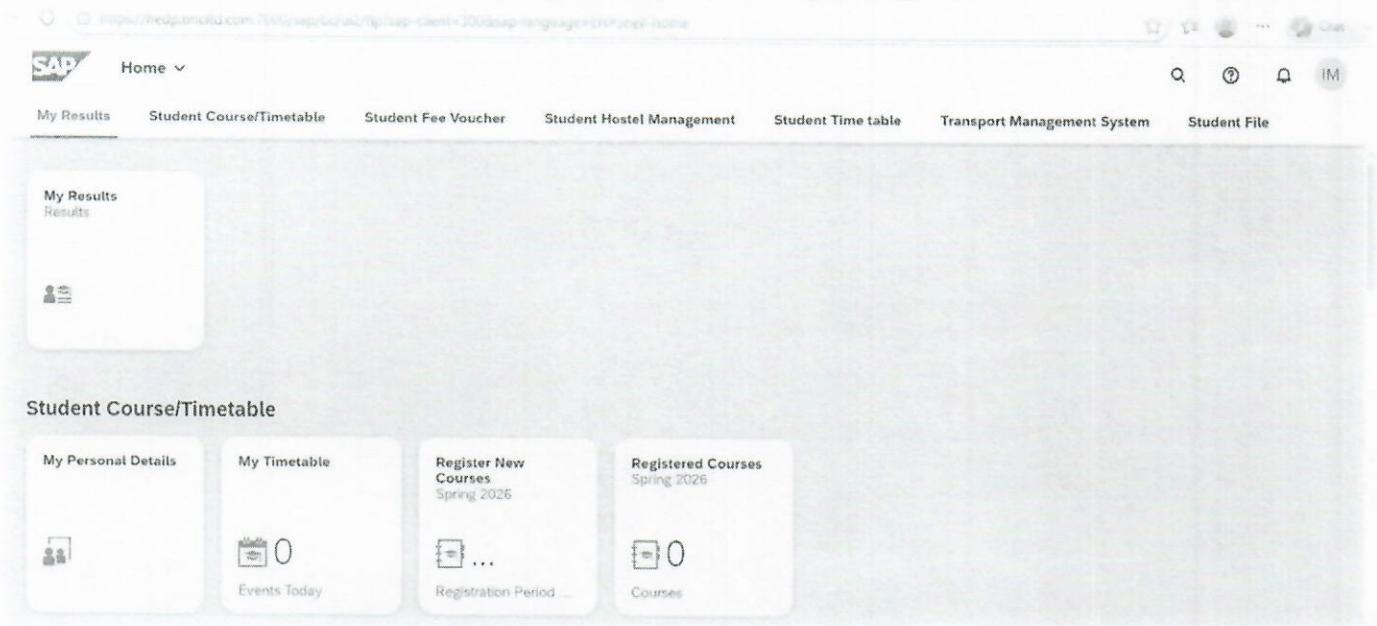 SAP
Home
IM
My Results Student Course/Timetable Student Fee Voucher Student Hostel Management Student Time table Transport Management System Student File
My Results
Results
Student Course/Timetable
My Personal Details
My Timetable
0
Events Today
Register New
Courses
Spring 2026
...
Registration Period ...
Registered Courses
Spring 2026
0
Courses